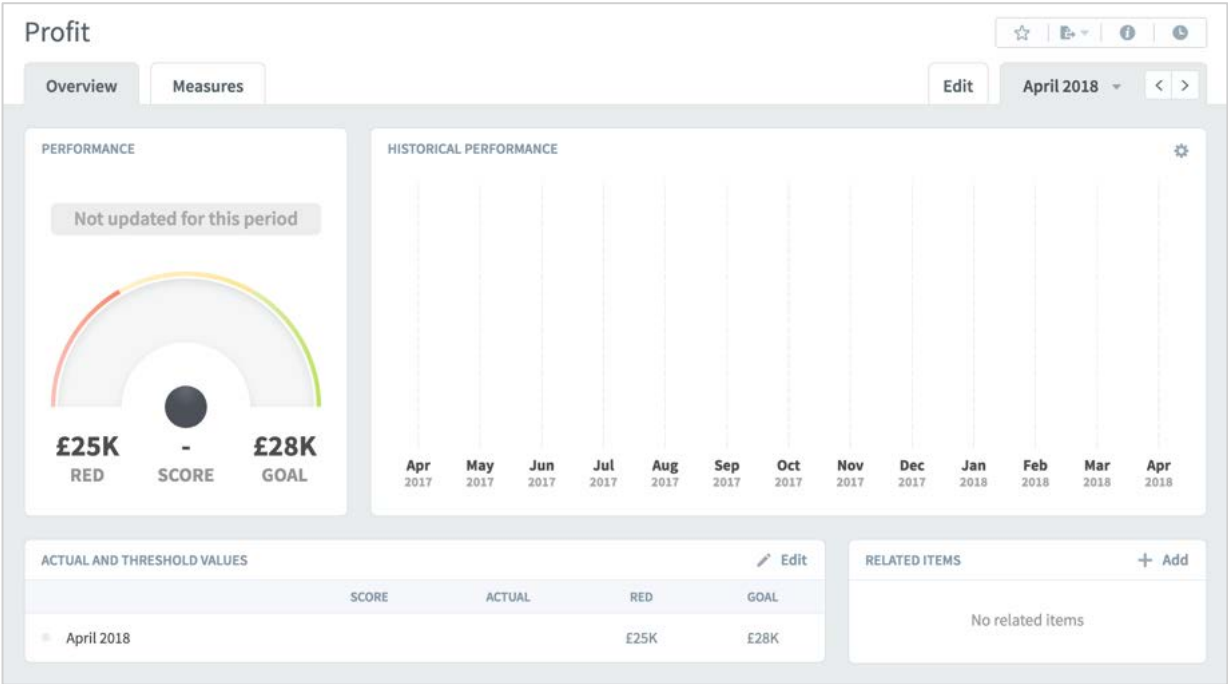 Profit
Overview
Measures
Edit
April 2018
PERFORMANCE
Not updated for this period
£25K - £28K
RED SCORE GOAL
HISTORICAL PERFORMANCE
Apr May Jun Jul Aug Sep Oct Nov Dec Jan Feb Mar Apr
2017 2017 2017 2017 2017 2017 2017 2017 2017 2018 2018 2018 2018
ACTUAL AND THRESHOLD VALUES
Edit
SCORE ACTUAL RED GOAL
April 2018 £25K £28K
RELATED ITEMS
Add
No related items